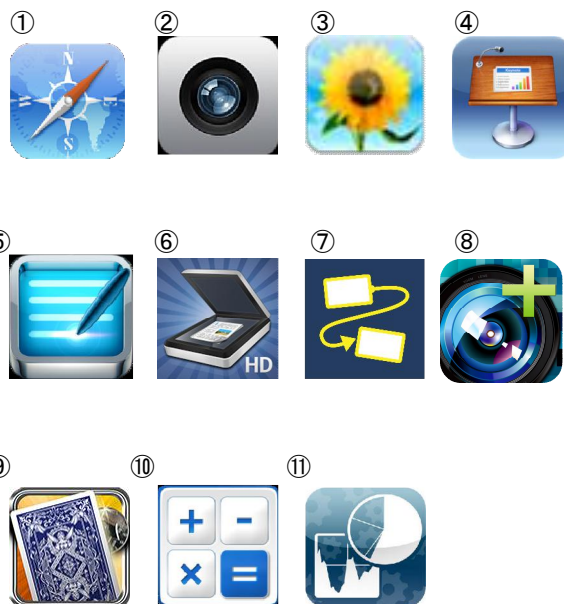 ① ② ③ ④
N
S
⑥ ⑦ ⑧
HD
⑩ ⑪
+ -
× =